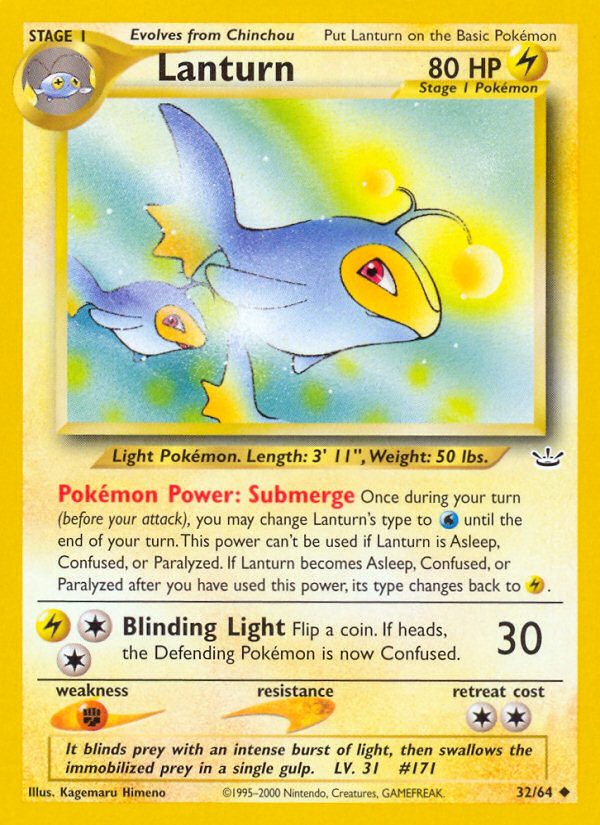 STAGE 1 Evolves from Chinchou Put Lanturn on the Basic Pokémon
Lanturn 80 HP
Stage 1 Pokémon
Light Pokémon. Length: 3' 11", Weight: 50 lbs.
Pokémon Power: Submerge Once during your turn
(before your attack), you may change Lanturn's type to until the
end of your turn. This power can't be used if Lanturn is Asleep,
Confused, or Paralyzed. If Lanturn becomes Asleep, Confused, or
Paralyzed after you have used this power, its type changes back to .
Blinding Light Flip a coin. If heads,
the Defending Pokémon is now Confused.
30
weakness resistance retreat cost
It blinds prey with an intense burst of light, then swallows the
immobilized prey in a single gulp. LV. 31 #171
Illus. Kagemaru Himeno ©1995-2000 Nintendo, Creatures, GAMEFREAK. 32/64